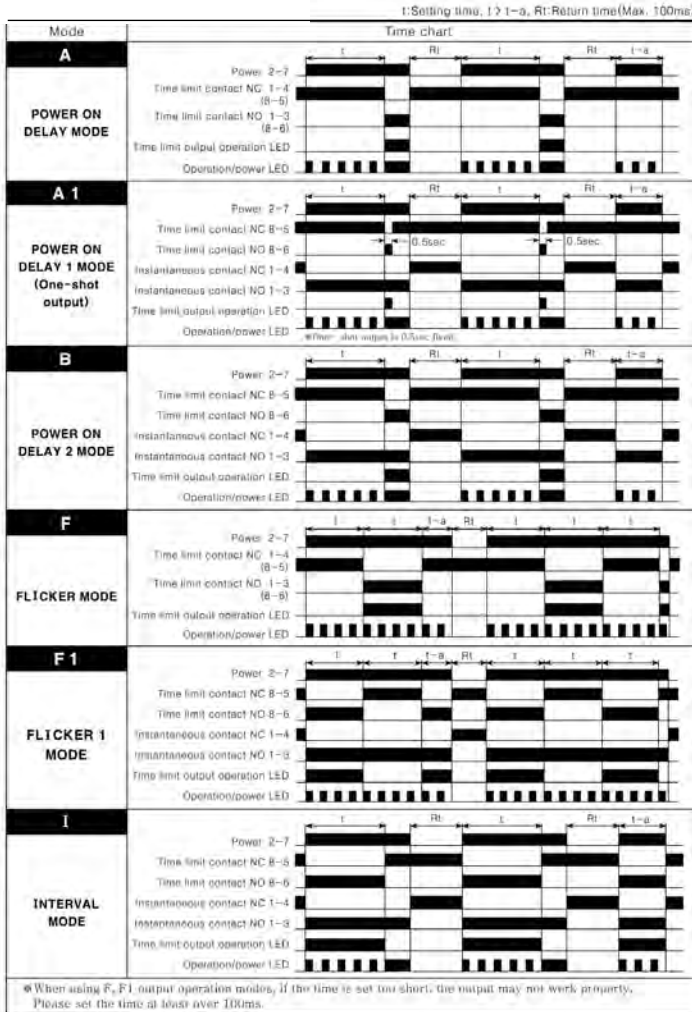 t:Setting time, t > t-a, Rt:Return time(Max. 100ms)
Mode Time chart
A
POWER ON
DELAY MODE
t Rt t Rt t-a
Power 2-7
Time limit contact NC 1-4
(8-5)
Time limit contact NO 1-3
(8-6)
Time limit output operation LED
Operation/power LED
A1
POWER ON
DELAY 1 MODE
(One-shot
output)
t Rt t Rt t-a
Power 2-7
Time limit contact NC 8-5
0.5sec 0.5sec
Time limit contact NO 8-6
Instantaneous contact NC 1-4
Instantaneous contact NO 1-3
Time limit output operation LED
Operation/power LED
※One-shot output is 0.5sec fixed.
B
POWER ON
DELAY 2 MODE
t Rt t Rt t-a
Power 2-7
Time limit contact NC 8-5
Time limit contact NO 8-6
Instantaneous contact NC 1-4
Instantaneous contact NO 1-3
Time limit output operation LED
Operation/power LED
F
FLICKER MODE
t t t-a Rt t t t
Power 2-7
Time limit contact NC 1-4
(8-5)
Time limit contact NO 1-3
(8-6)
Time limit output operation LED
Operation/power LED
F1
FLICKER 1
MODE
t t t-a Rt t t t
Power 2-7
Time limit contact NC 8-5
Time limit contact NO 8-6
Instantaneous contact NC 1-4
Instantaneous contact NO 1-3
Time limit output operation LED
Operation/power LED
I
INTERVAL
MODE
t Rt t Rt t-a
Power 2-7
Time limit contact NC 8-5
Time limit contact NO 8-6
Instantaneous contact NC 1-4
Instantaneous contact NO 1-3
Time limit output operation LED
Operation/power LED
※When using F, F1 output operation modes, if the time is set too short, the output may not work properly.
Please set the time at least over 100ms.